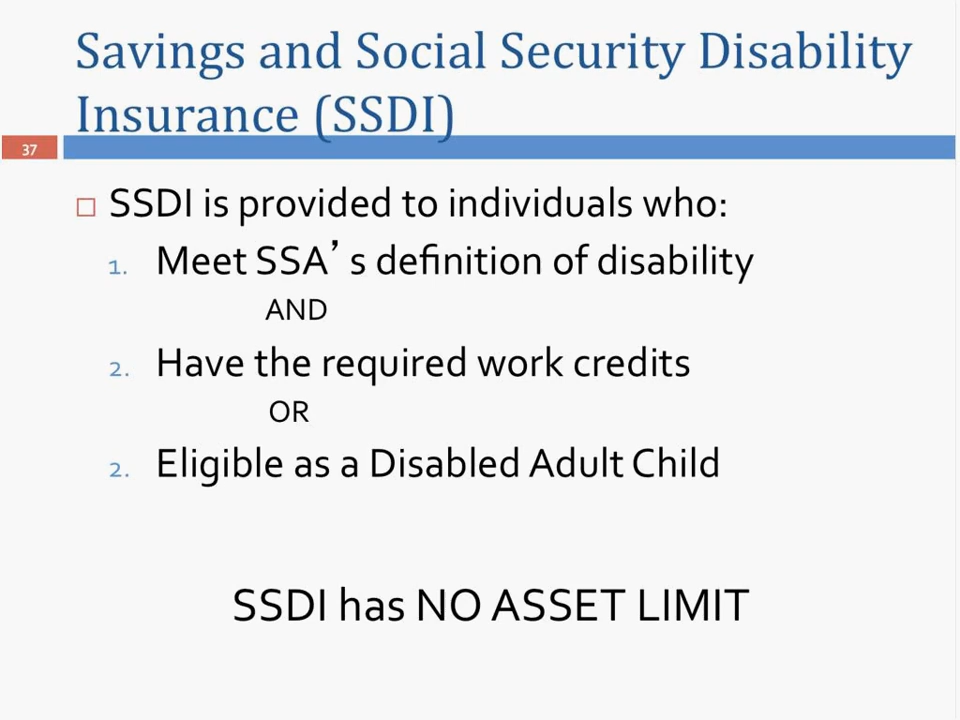 Savings and Social Security Disability
Insurance (SSDI)
37
□ SSDI is provided to individuals who:
1. Meet SSA’s definition of disability
AND
2. Have the required work credits
OR
2. Eligible as a Disabled Adult Child
SSDI has NO ASSET LIMIT